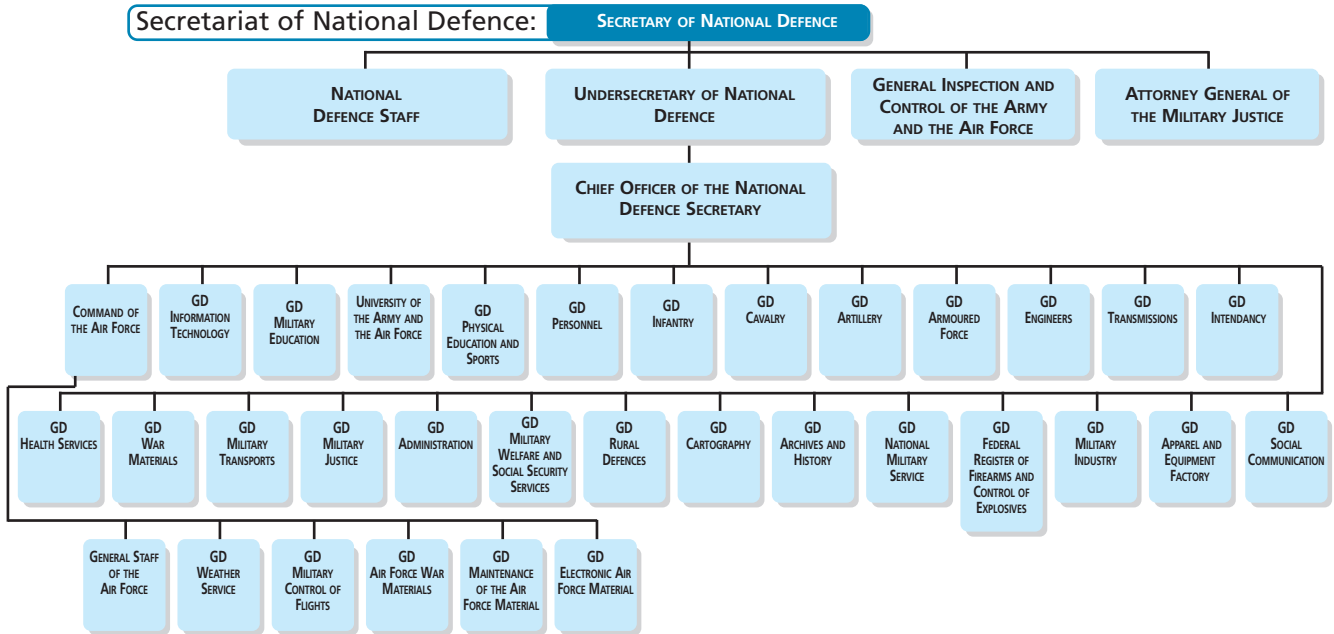 Secretariat of National Defence:
SECRETARY OF NATIONAL DEFENCE
NATIONAL
DEFENCE STAFF
UNDERSECRETARY OF NATIONAL
DEFENCE
GENERAL INSPECTION AND
CONTROL OF THE ARMY
AND THE AIR FORCE
ATTORNEY GENERAL OF
THE MILITARY JUSTICE
CHIEF OFFICER OF THE NATIONAL
DEFENCE SECRETARY
COMMAND OF
THE AIR FORCE
GD
INFORMATION
TECHNOLOGY
GD
MILITARY
EDUCATION
UNIVERSITY OF
THE ARMY AND
THE AIR FORCE
GD
PHYSICAL
EDUCATION AND
SPORTS
GD
PERSONNEL
GD
INFANTRY
GD
CAVALRY
GD
ARTILLERY
GD
ARMOURED
FORCE
GD
ENGINEERS
GD
TRANSMISSIONS
GD
INTENDANCY
GD
HEALTH SERVICES
GD
WAR
MATERIALS
GD
MILITARY
TRANSPORTS
GD
MILITARY
JUSTICE
GD
ADMINISTRATION
GD
MILITARY
WELFARE AND
SOCIAL SECURITY
SERVICES
GD
RURAL
DEFENCES
GD
CARTOGRAPHY
GD
ARCHIVES AND
HISTORY
GD
NATIONAL
MILITARY
SERVICE
GD
FEDERAL
REGISTER OF
FIREARMS AND
CONTROL OF
EXPLOSIVES
GD
MILITARY
INDUSTRY
GD
APPAREL AND
EQUIPMENT
FACTORY
GD
SOCIAL
COMMUNICATION
GENERAL STAFF
OF THE
AIR FORCE
GD
WEATHER
SERVICE
GD
MILITARY
CONTROL OF
FLIGHTS
GD
AIR FORCE WAR
MATERIALS
GD
MAINTENANCE
OF THE AIR
FORCE MATERIAL
GD
ELECTRONIC AIR
FORCE MATERIAL